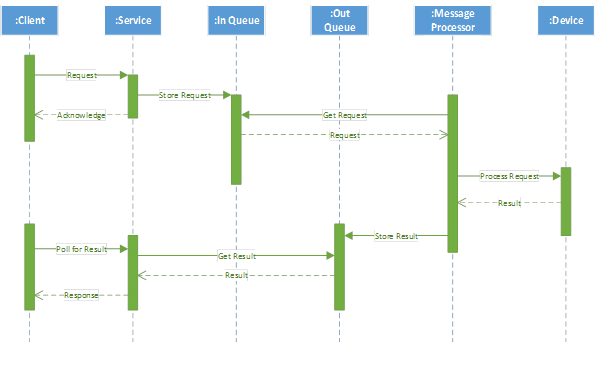 :Client
:Service
:In Queue
:Out
Queue
:Message
Processor
:Device
Request
Store Request
Acknowledge
Get Request
Request
Process Request
Result
Store Result
Poll for Result
Get Result
Result
Response